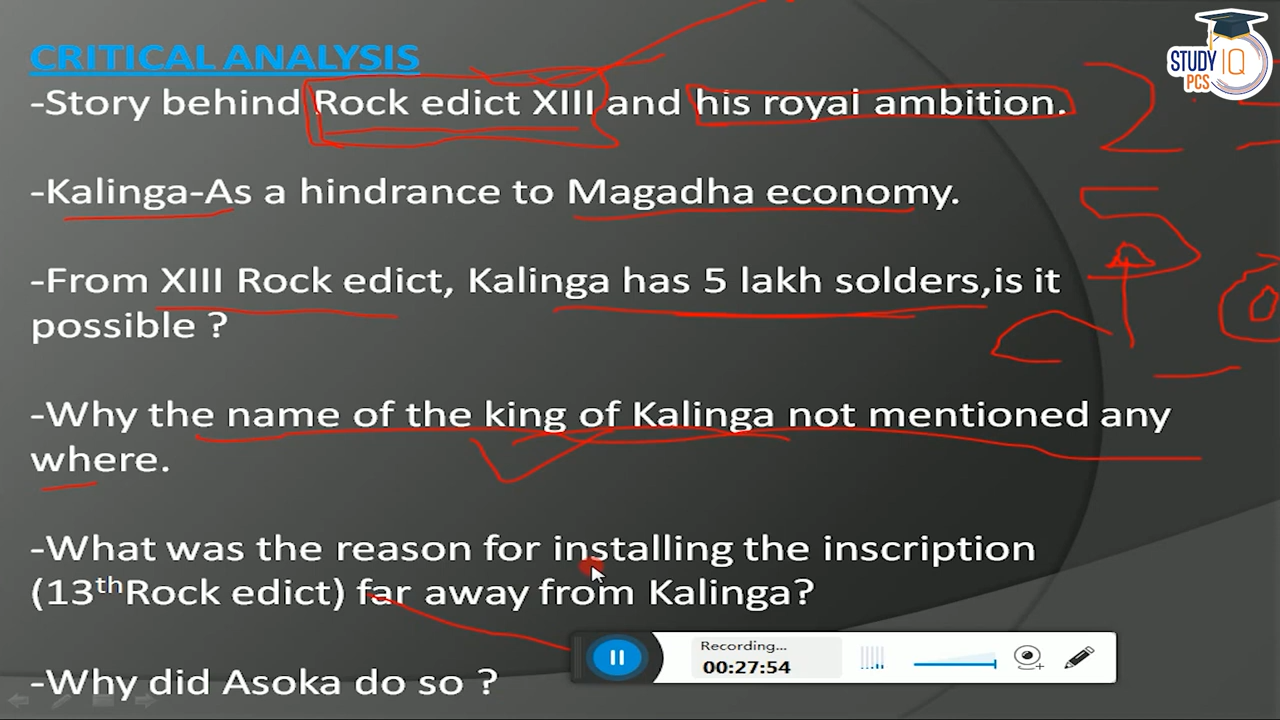 CRITICAL ANALYSIS
-Story behind Rock edict XIII and his royal ambition.
-Kalinga-As a hindrance to Magadha economy.
-From XIII Rock edict, Kalinga has 5 lakh solders,is it
possible ?
-Why the name of the king of Kalinga not mentioned any
where.
-What was the reason for installing the inscription
(13thRock edict) far away from Kalinga?
-Why did Asoka do so ?
STUDY IQ
PCS
Recording...
00:27:54